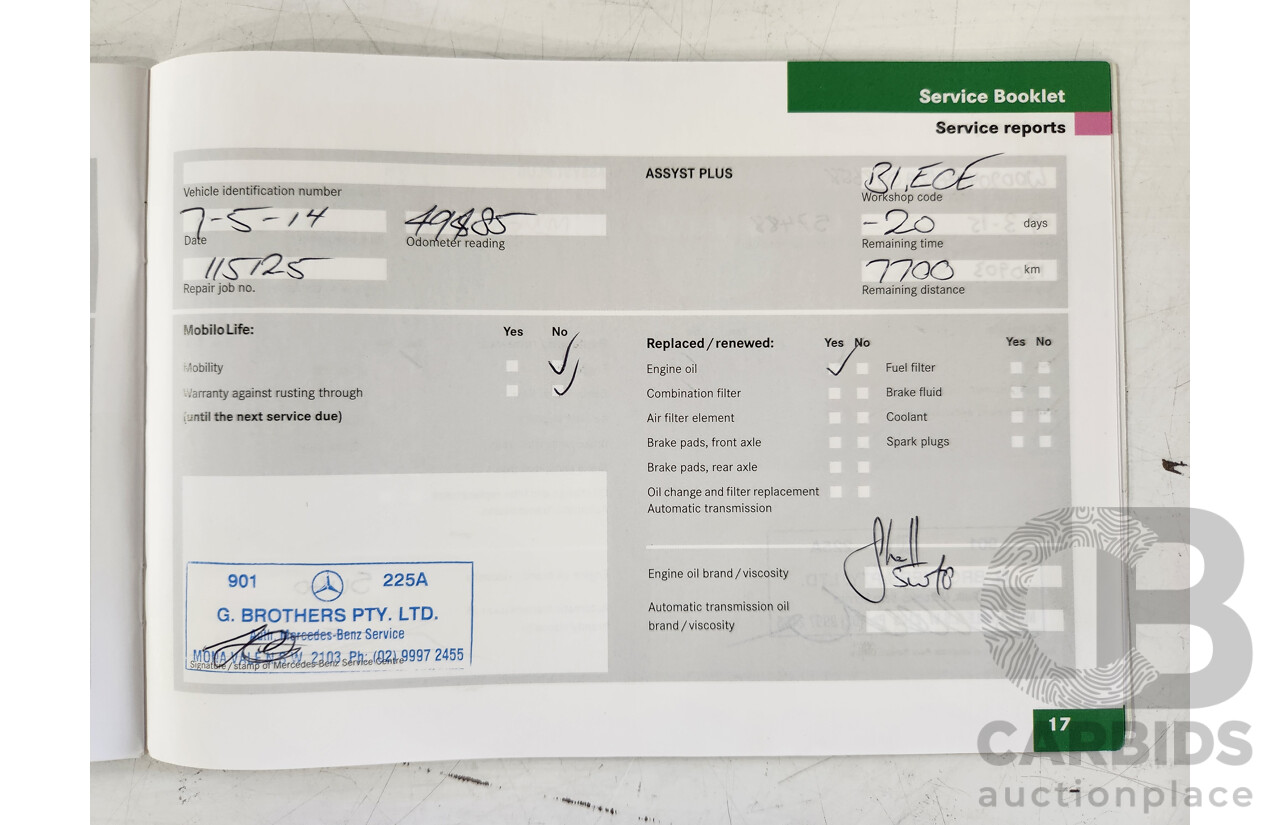 Service Booklet
Service reports
Vehicle identification number
7-5-14
Date
49885
Odometer reading
115125
Repair job no.
ASSYST PLUS
Workshop code
-20 days
Remaining time
7700 km
Remaining distance
MobiloLife: Yes No
Mobility
Warranty against rusting through
(until the next service due)
Replaced / renewed: Yes No Yes No
Engine oil Fuel filter
Combination filter Brake fluid
Air filter element Coolant
Brake pads, front axle Spark plugs
Brake pads, rear axle
Oil change and filter replacement
Automatic transmission
Shell
5w40
Engine oil brand / viscosity
Automatic transmission oil
brand / viscosity
901 225A
G. BROTHERS PTY. LTD.
Auth. Mercedes-Benz Service
MONA VALE N.S.W. 2103 Ph: (02) 9997 2455
Signature / stamp of Mercedes-Benz Service Centre
17
CARBIDS
auctionplace